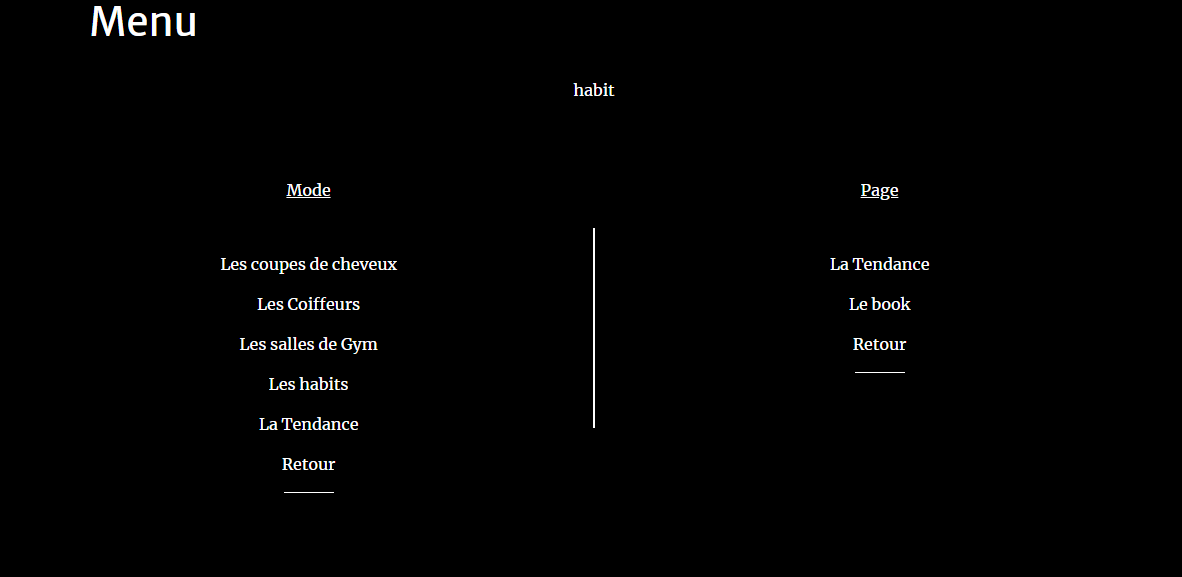 Menu
habit
Mode
Les coupes de cheveux
Les Coiffeurs
Les salles de Gym
Les habits
La Tendance
Retour
Page
La Tendance
Le book
Retour